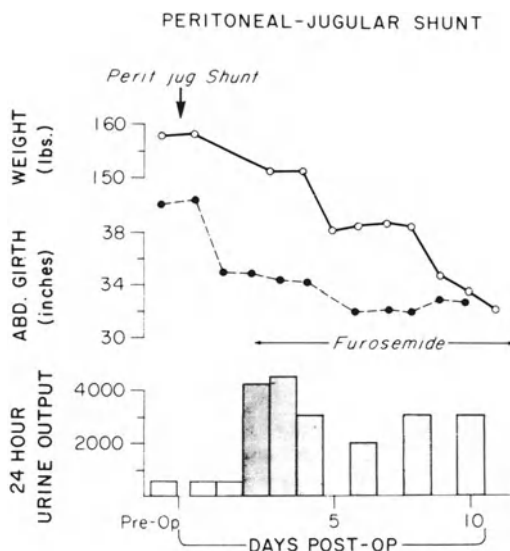 PERITONEAL-JUGULAR SHUNT
Perit jug Shunt
WEIGHT
(lbs.)
160
150
ABD. GIRTH
(inches)
38
34
30
Furosemide
24 HOUR
URINE OUTPUT
4000
2000
Pre-Op
5
10
DAYS POST-OP